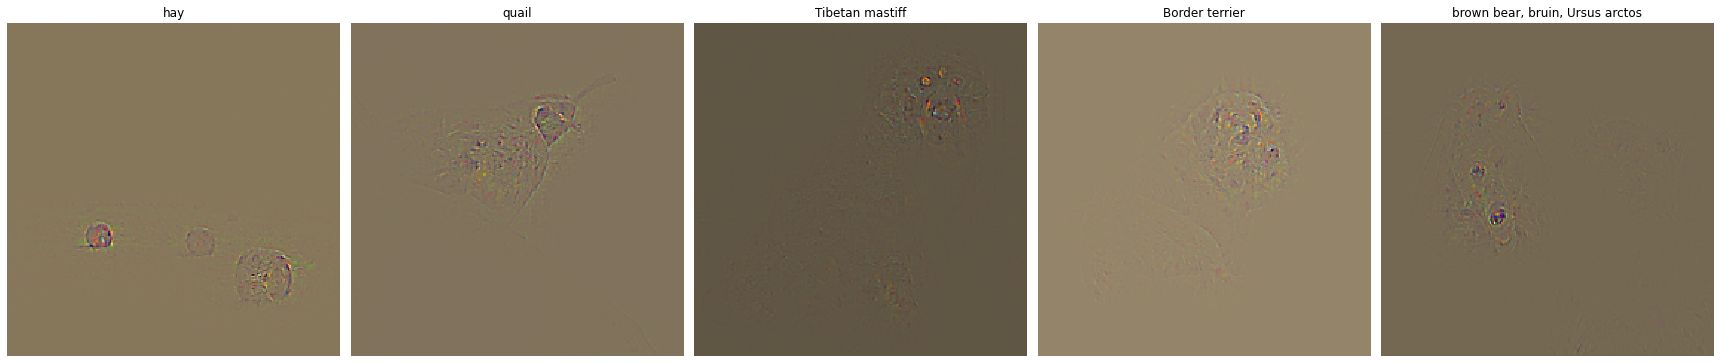 hay
quail
Tibetan mastiff
Border terrier
brown bear, bruin, Ursus arctos